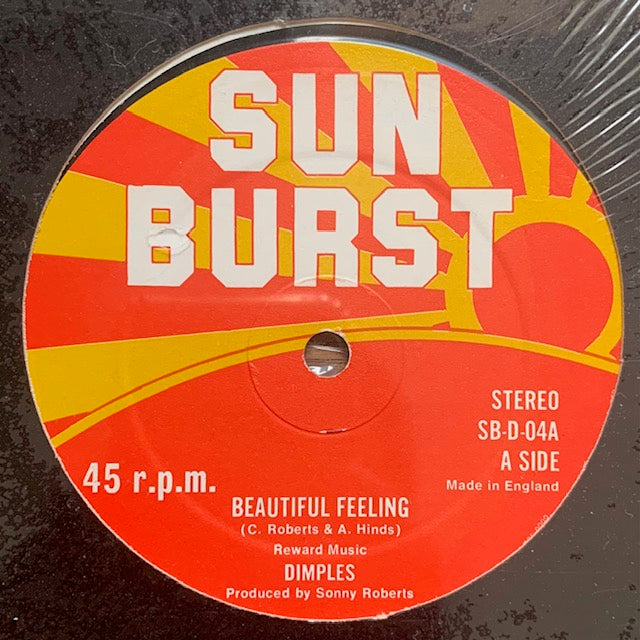 SUN
BURST
STEREO
SB-D-04A
A SIDE
Made in England
45 r.p.m.
BEAUTIFUL FEELING
(C. Roberts & A. Hinds)
Reward Music
DIMPLES
Produced by Sonny Roberts